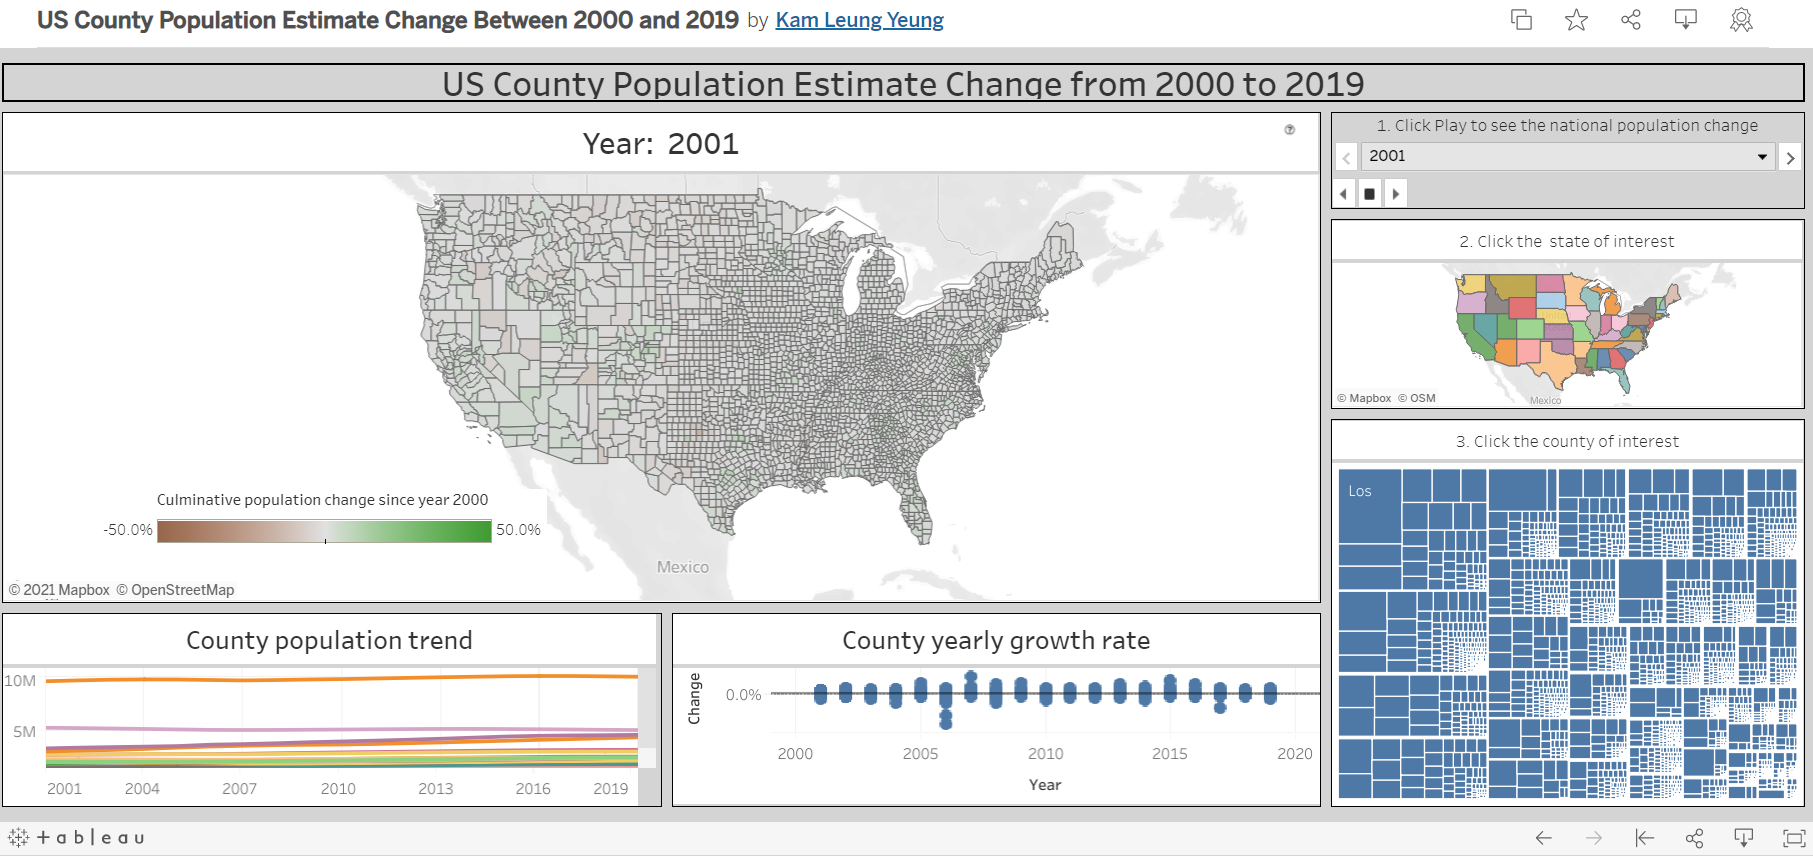 US County Population Estimate Change Between 2000 and 2019 by Kam Leung Yeung
US County Population Estimate Change from 2000 to 2019
Year: 2001
?
Culminative population change since year 2000
-50.0% 50.0%
Mexico
© 2021 Mapbox © OpenStreetMap
1. Click Play to see the national population change
2001
2. Click the state of interest
© Mapbox © OSM
Mexico
3. Click the county of interest
Los
County population trend
10M
5M
2001 2004 2007 2010 2013 2016 2019
County yearly growth rate
Change
0.0%
2000 2005 2010 2015 2020
Year
+ a b l e a u